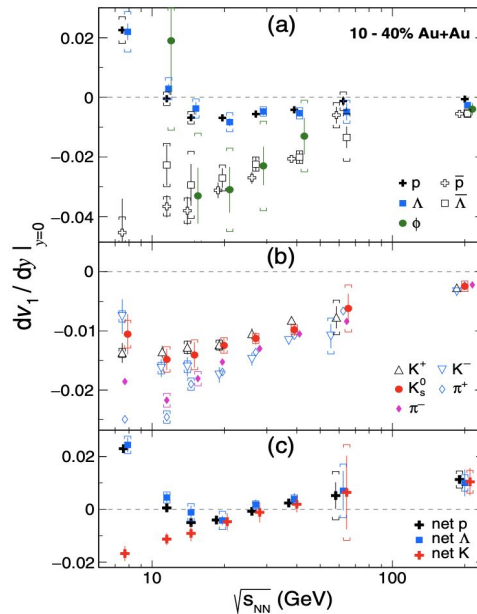 (a)
10 - 40% Au+Au
0.02
0
−0.02
−0.04
p
p̄
Λ
Λ̄
ϕ
dv₁ / dy|y=0
(b)
0
−0.01
−0.02
K⁺
K⁻
K⁰ₛ
π⁺
π⁻
(c)
0.02
0
−0.02
net p
net Λ
net K
10
100
√sNN (GeV)